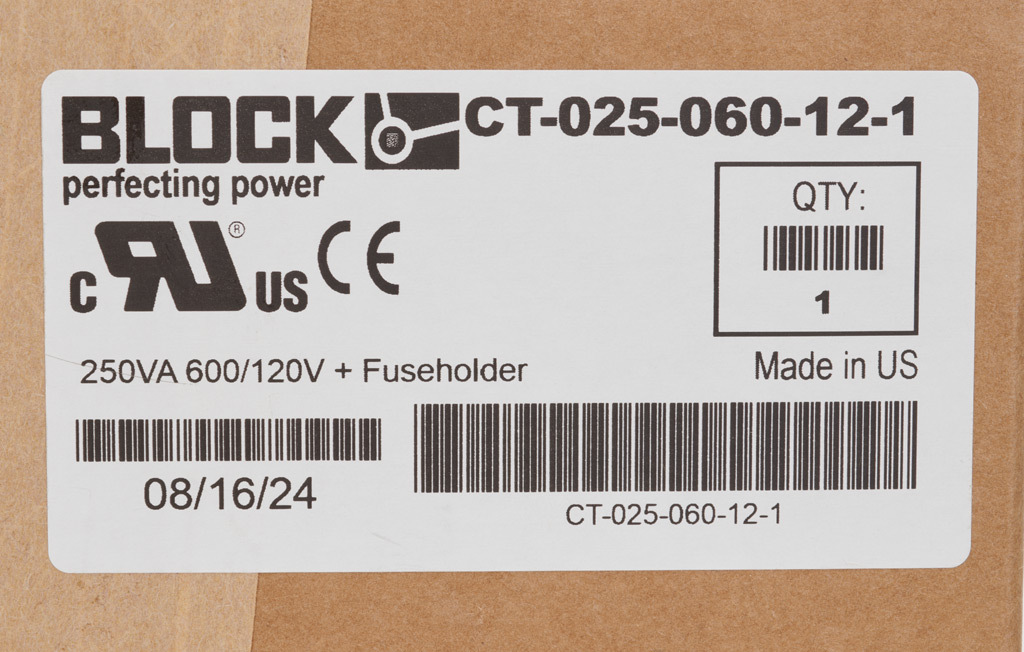 BLOCK
perfecting power
CT-025-060-12-1
QTY:
1
c RU ® US CE
250VA 600/120V + Fuseholder
Made in US
08/16/24
CT-025-060-12-1